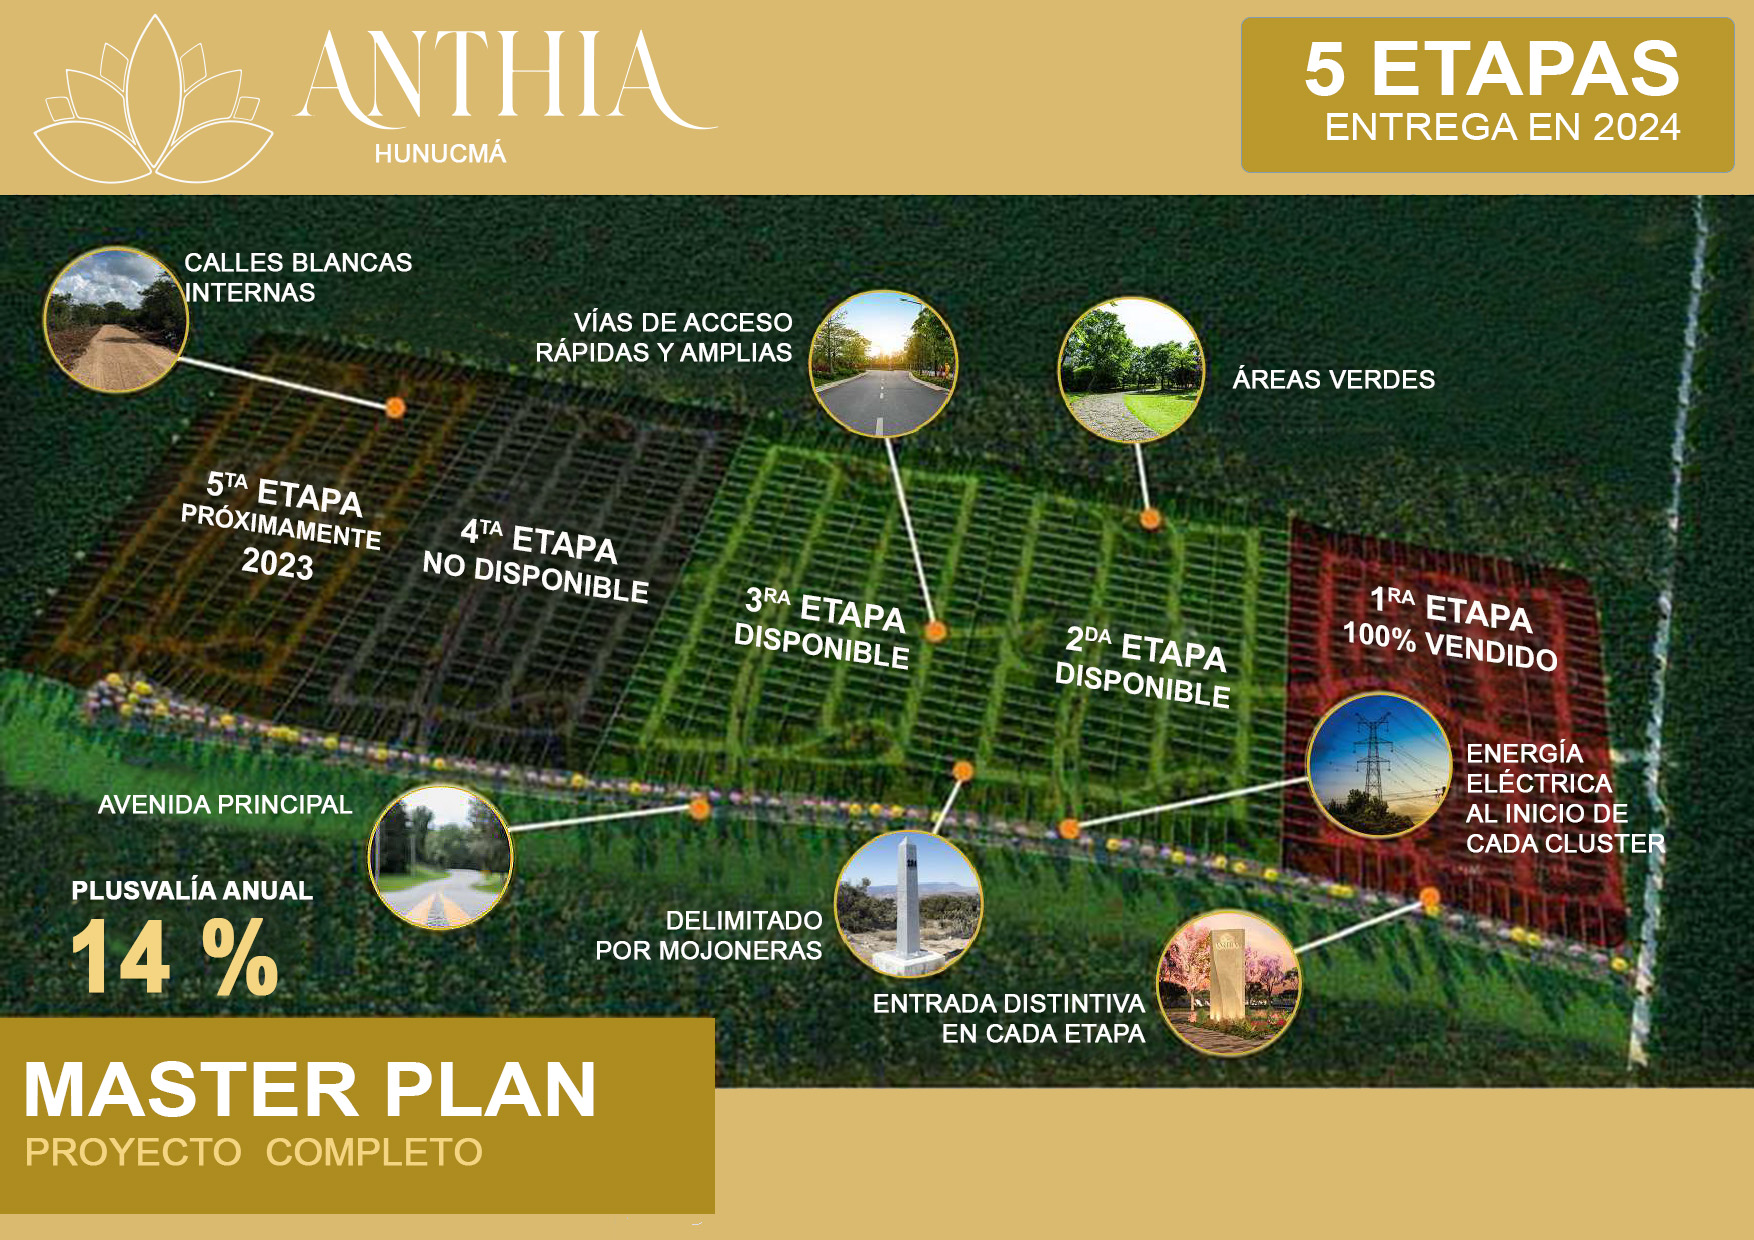 ANTHIA
HUNUCMÁ
5 ETAPAS
ENTREGA EN 2024
CALLES BLANCAS
INTERNAS
VÍAS DE ACCESO
RÁPIDAS Y AMPLIAS
ÁREAS VERDES
5TA ETAPA
PRÓXIMAMENTE
2023
4TA ETAPA
NO DISPONIBLE
3RA ETAPA
DISPONIBLE
2DA ETAPA
DISPONIBLE
1RA ETAPA
100% VENDIDO
ENERGÍA
ELÉCTRICA
AL INICIO DE
CADA CLUSTER
AVENIDA PRINCIPAL
PLUSVALÍA ANUAL
14 %
DELIMITADO
POR MOJONERAS
ENTRADA DISTINTIVA
EN CADA ETAPA
ANTHIA
MASTER PLAN
PROYECTO COMPLETO